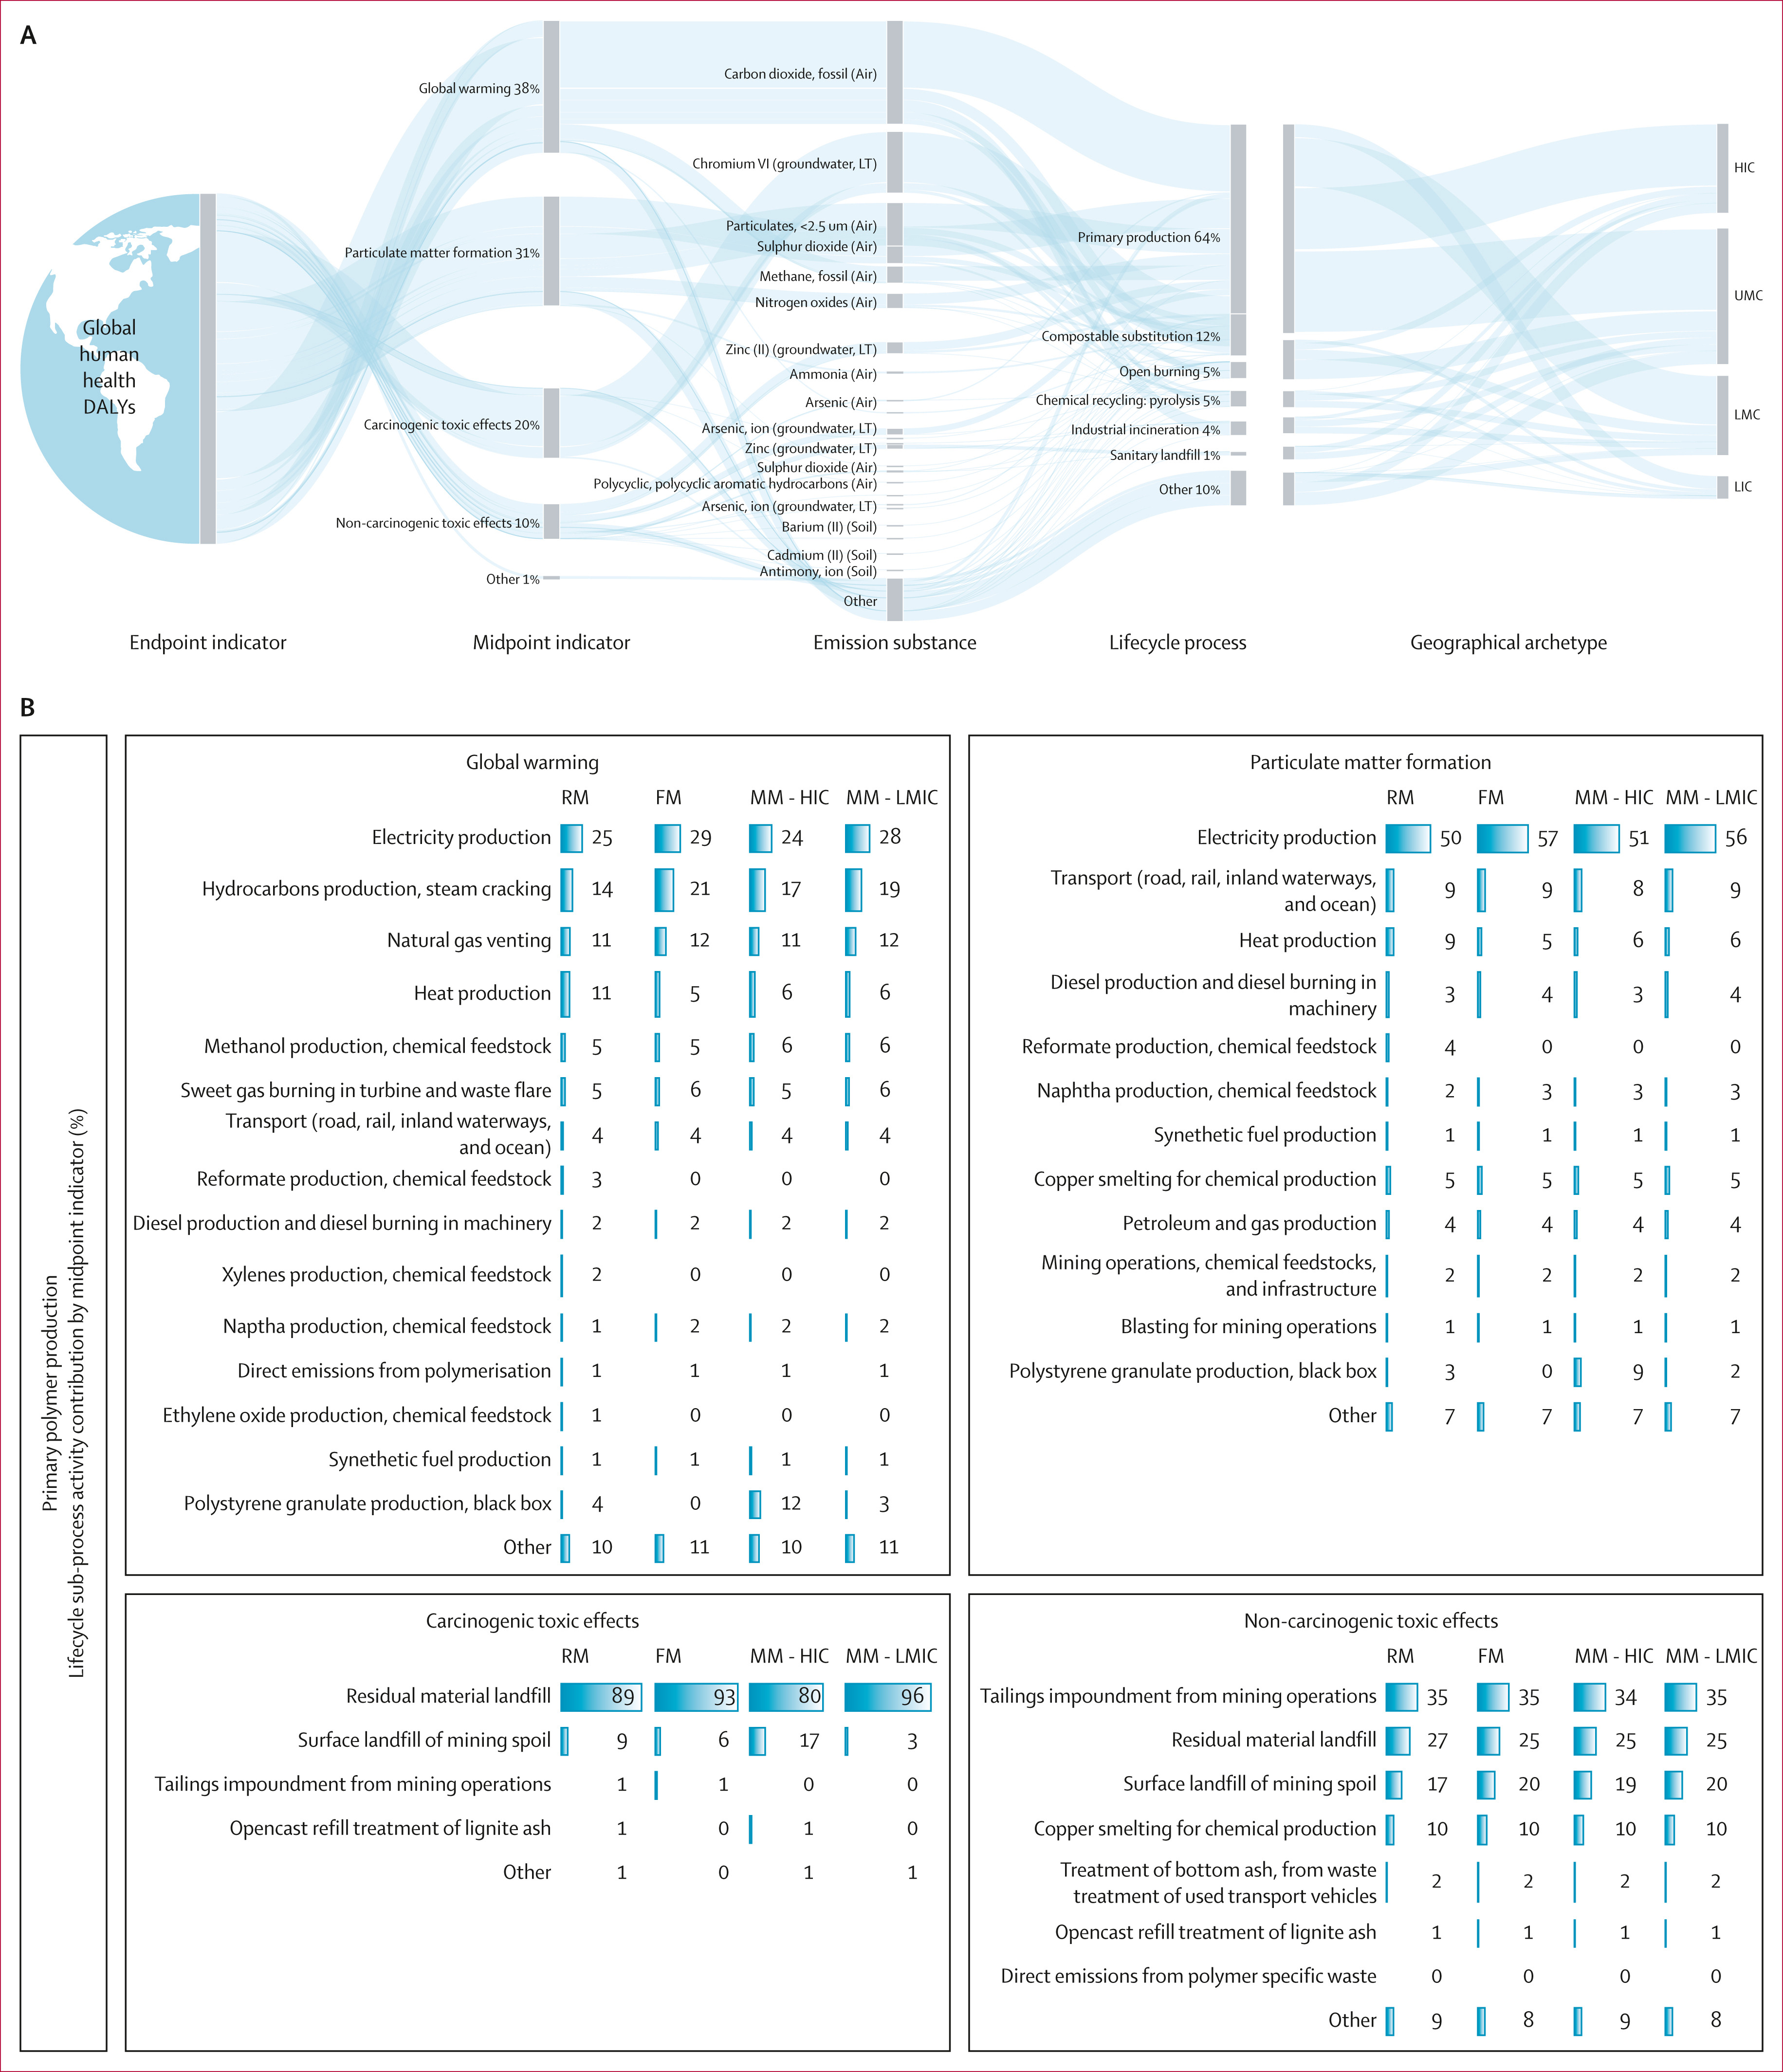 A
Global
human
health
DALYs
Global warming 38%
Particulate matter formation 31%
Carcinogenic toxic effects 20%
Non-carcinogenic toxic effects 10%
Other 1%
Carbon dioxide, fossil (Air)
Chromium VI (groundwater, LT)
Particulates, <2.5 um (Air)
Sulphur dioxide (Air)
Methane, fossil (Air)
Nitrogen oxides (Air)
Zinc (II) (groundwater, LT)
Ammonia (Air)
Arsenic (Air)
Arsenic, ion (groundwater, LT)
Zinc (groundwater, LT)
Sulphur dioxide (Air)
Polycyclic, polycyclic aromatic hydrocarbons (Air)
Arsenic, ion (groundwater, LT)
Barium (II) (Soil)
Cadmium (II) (Soil)
Antimony, ion (Soil)
Other
Primary production 64%
Compostable substitution 12%
Open burning 5%
Chemical recycling: pyrolysis 5%
Industrial incineration 4%
Sanitary landfill 1%
Other 10%
HIC
UMC
LMC
LIC
Endpoint indicator Midpoint indicator Emission substance Lifecycle process Geographical archetype
B
Primary polymer production
Lifecycle sub-process activity contribution by midpoint indicator (%)
Global warming
RM FM MM - HIC MM - LMIC
Electricity production 25 29 24 28
Hydrocarbons production, steam cracking 14 21 17 19
Natural gas venting 11 12 11 12
Heat production 11 5 6 6
Methanol production, chemical feedstock 5 5 6 6
Sweet gas burning in turbine and waste flare 5 6 5 6
Transport (road, rail, inland waterways,
and ocean) 4 4 4 4
Reformate production, chemical feedstock 3 0 0 0
Diesel production and diesel burning in machinery 2 2 2 2
Xylenes production, chemical feedstock 2 0 0 0
Naptha production, chemical feedstock 1 2 2 2
Direct emissions from polymerisation 1 1 1 1
Ethylene oxide production, chemical feedstock 1 0 0 0
Synethetic fuel production 1 1 1 1
Polystyrene granulate production, black box 4 0 12 3
Other 10 11 10 11
Particulate matter formation
RM FM MM - HIC MM - LMIC
Electricity production 50 57 51 56
Transport (road, rail, inland waterways,
and ocean) 9 9 8 9
Heat production 9 5 6 6
Diesel production and diesel burning in
machinery 3 4 3 4
Reformate production, chemical feedstock 4 0 0 0
Naphtha production, chemical feedstock 2 3 3 3
Synethetic fuel production 1 1 1 1
Copper smelting for chemical production 5 5 5 5
Petroleum and gas production 4 4 4 4
Mining operations, chemical feedstocks,
and infrastructure 2 2 2 2
Blasting for mining operations 1 1 1 1
Polystyrene granulate production, black box 3 0 9 2
Other 7 7 7 7
Carcinogenic toxic effects
RM FM MM - HIC MM - LMIC
Residual material landfill 89 93 80 96
Surface landfill of mining spoil 9 6 17 3
Tailings impoundment from mining operations 1 1 0 0
Opencast refill treatment of lignite ash 1 0 1 0
Other 1 0 1 1
Non-carcinogenic toxic effects
RM FM MM - HIC MM - LMIC
Tailings impoundment from mining operations 35 35 34 35
Residual material landfill 27 25 25 25
Surface landfill of mining spoil 17 20 19 20
Copper smelting for chemical production 10 10 10 10
Treatment of bottom ash, from waste
treatment of used transport vehicles 2 2 2 2
Opencast refill treatment of lignite ash 1 1 1 1
Direct emissions from polymer specific waste 0 0 0 0
Other 9 8 9 8